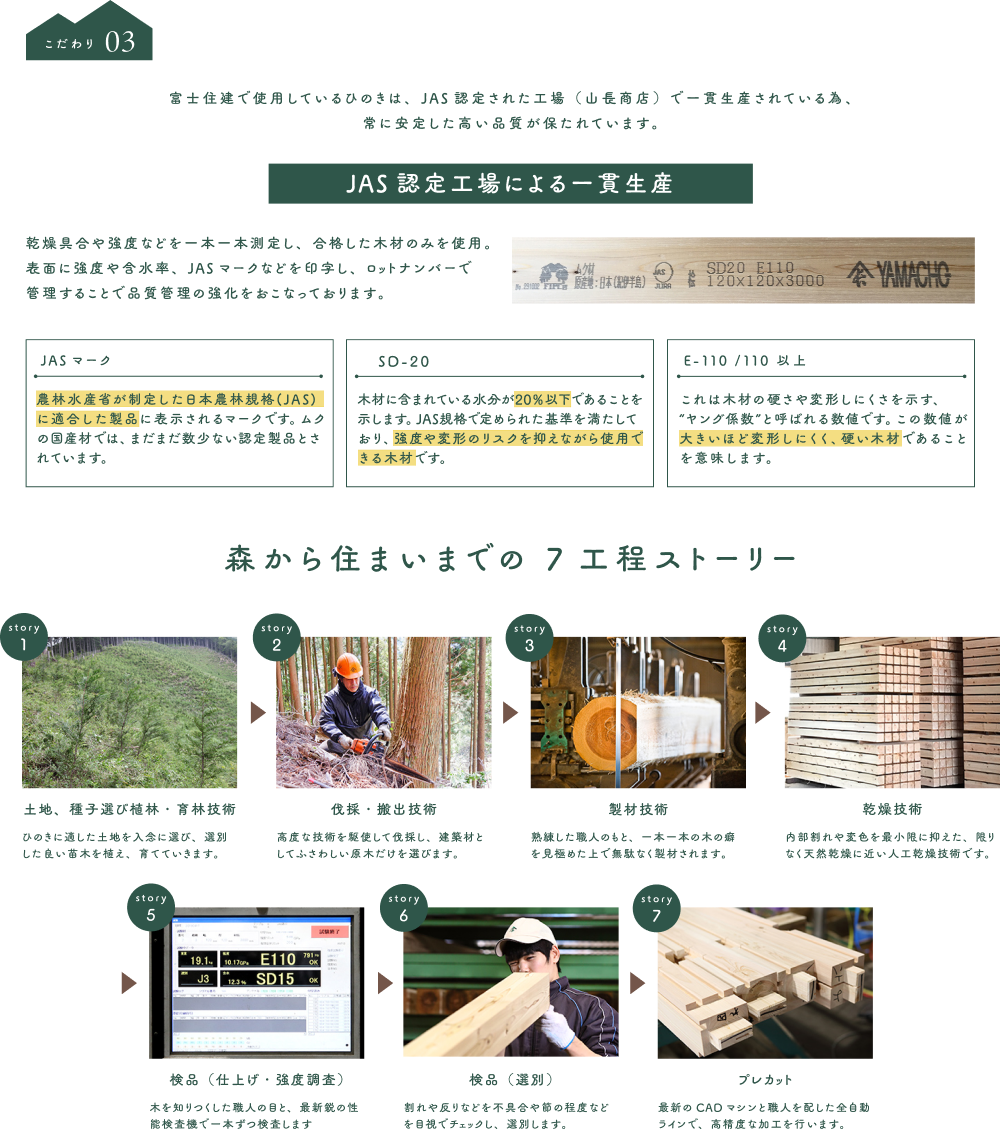 こだわり 03
富士住建で使用しているひのきは、JAS 認定された工場（山長商店）で一貫生産されている為、
常に安定した高い品質が保たれています。
JAS 認定工場による一貫生産
乾燥具合や強度などを一本一本測定し、合格した木材のみを使用。
表面に強度や含水率、JAS マークなどを印字し、ロットナンバーで
管理することで品質管理の強化をおこなっております。
FIPC
原産地:日本(紀伊半島)
JAS
JLIRA
SD20 E110
120x120x3000
YAMACHO
JAS マーク
農林水産省が制定した日本農林規格(JAS)
に適合した製品に表示されるマークです。ムク
の国産材では、まだまだ数少ない認定製品とさ
れています。
SD-20
木材に含まれている水分が20%以下であることを
示します。JAS規格で定められた基準を満たして
おり、強度や変形のリスクを抑えながら使用で
きる木材です。
E-110 /110 以上
これは木材の硬さや変形しにくさを示す、
“ヤング係数”と呼ばれる数値です。この数値が
大きいほど変形しにくく、硬い木材であること
を意味します。
森から住まいまでの 7 工程ストーリー
story
1
土地、種子選び植林・育林技術
ひのきに適した土地を入念に選び、選別
した良い苗木を植え、育てていきます。
story
2
伐採・搬出技術
高度な技術を駆使して伐採し、建築材と
してふさわしい原木だけを選びます。
story
3
製材技術
熟練した職人のもと、一本一本の木の癖
を見極めた上で無駄なく製材されます。
story
4
乾燥技術
内部割れや変色を最小限に抑えた、限り
なく天然乾燥に近い人工乾燥技術です。
story
5
試験終了
19.1
10.17GPa
E110
791
OK
J3
12.3%
SD15
OK
検品（仕上げ・強度調査）
木を知りつくした職人の目と、最新鋭の性
能検査機で一本ずつ検査します
story
6
検品（選別）
割れや反りなどを不具合や節の程度など
を目視でチェックし、選別します。
story
7
プレカット
最新の CAD マシンと職人を配した全自動
ラインで、高精度な加工を行います。